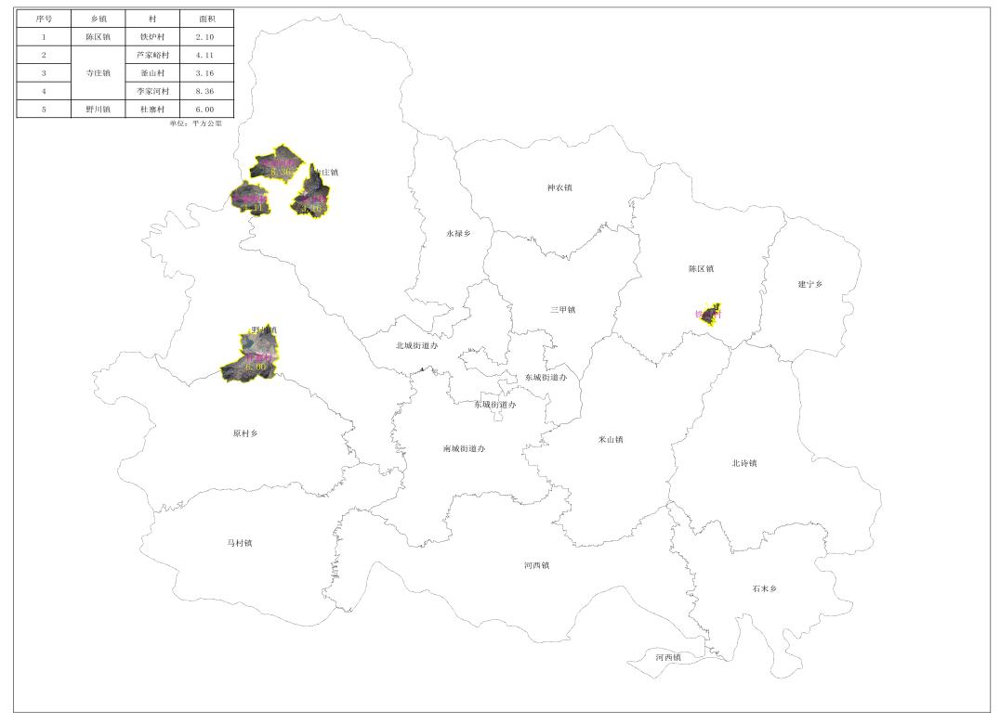 序号 乡镇 村 面积
1 陈区镇 铁炉村 2.10
2 寺庄镇 芦家峪村 4.11
3 釜山村 3.16
4 李家河村 8.36
5 野川镇 杜寨村 6.00
单位：平方公里
8.36
寺庄镇
神农镇
永禄乡
陈区镇
建宁乡
三甲镇
野川镇
北城街道办
杜寨村
6.00
东城街道办
东城街道办
原村乡
米山镇
南城街道办
北诗镇
马村镇
河西镇
石末乡
河西镇